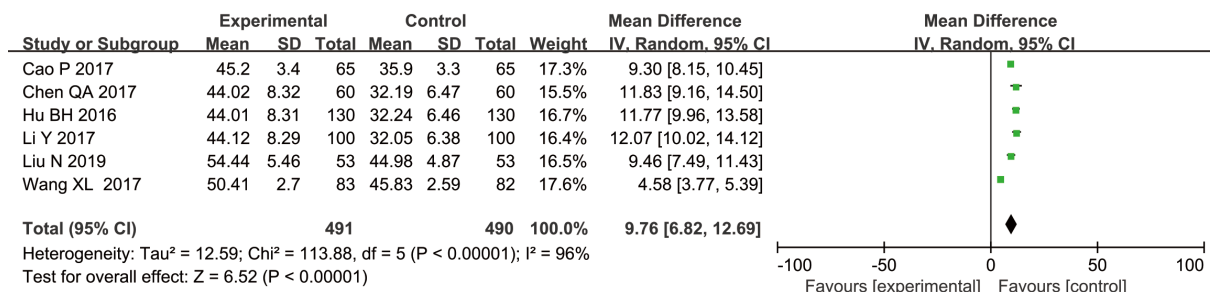 Experimental Control Mean Difference Mean Difference
Study or Subgroup Mean SD Total Mean SD Total Weight IV, Random, 95% CI IV, Random, 95% CI
Cao P 2017 45.2 3.4 65 35.9 3.3 65 17.3% 9.30 [8.15, 10.45]
Chen QA 2017 44.02 8.32 60 32.19 6.47 60 15.5% 11.83 [9.16, 14.50]
Hu BH 2016 44.01 8.31 130 32.24 6.46 130 16.7% 11.77 [9.96, 13.58]
Li Y 2017 44.12 8.29 100 32.05 6.38 100 16.4% 12.07 [10.02, 14.12]
Liu N 2019 54.44 5.46 53 44.98 4.87 53 16.5% 9.46 [7.49, 11.43]
Wang XL 2017 50.41 2.7 83 45.83 2.59 82 17.6% 4.58 [3.77, 5.39]
Total (95% CI) 491 490 100.0% 9.76 [6.82, 12.69]
Heterogeneity: Tau² = 12.59; Chi² = 113.88, df = 5 (P < 0.00001); I² = 96%
Test for overall effect: Z = 6.52 (P < 0.00001)
-100 -50 0 50 100
Favours [experimental] Favours [control]